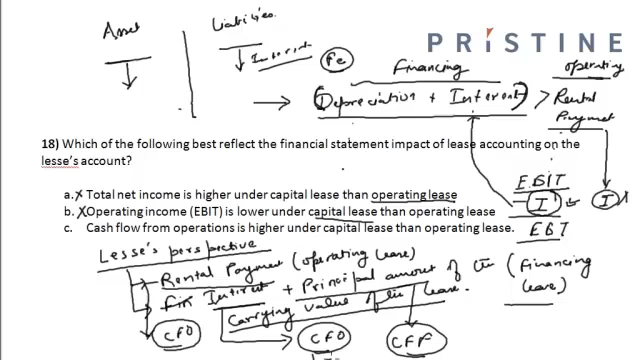 Asset
Liabilities
PRISTINE
Interest
Fe
Financing
operating
(Depreciation + Interest) > Rental
Payment
18) Which of the following best reflect the financial statement impact of lease accounting on the
lesse's account?
EBIT
a. x Total net income is higher under capital lease than operating lease
I
I
b. X Operating income (EBIT) is lower under capital lease than operating lease
c. Cash flow from operations is higher under capital lease than operating lease.
EBT
Lesse's perspective
Rental Payment (operating lease)
Interest + Principal amount of the (Financing
lease)
Carrying value of the lease.
CFO
CFO
CFF